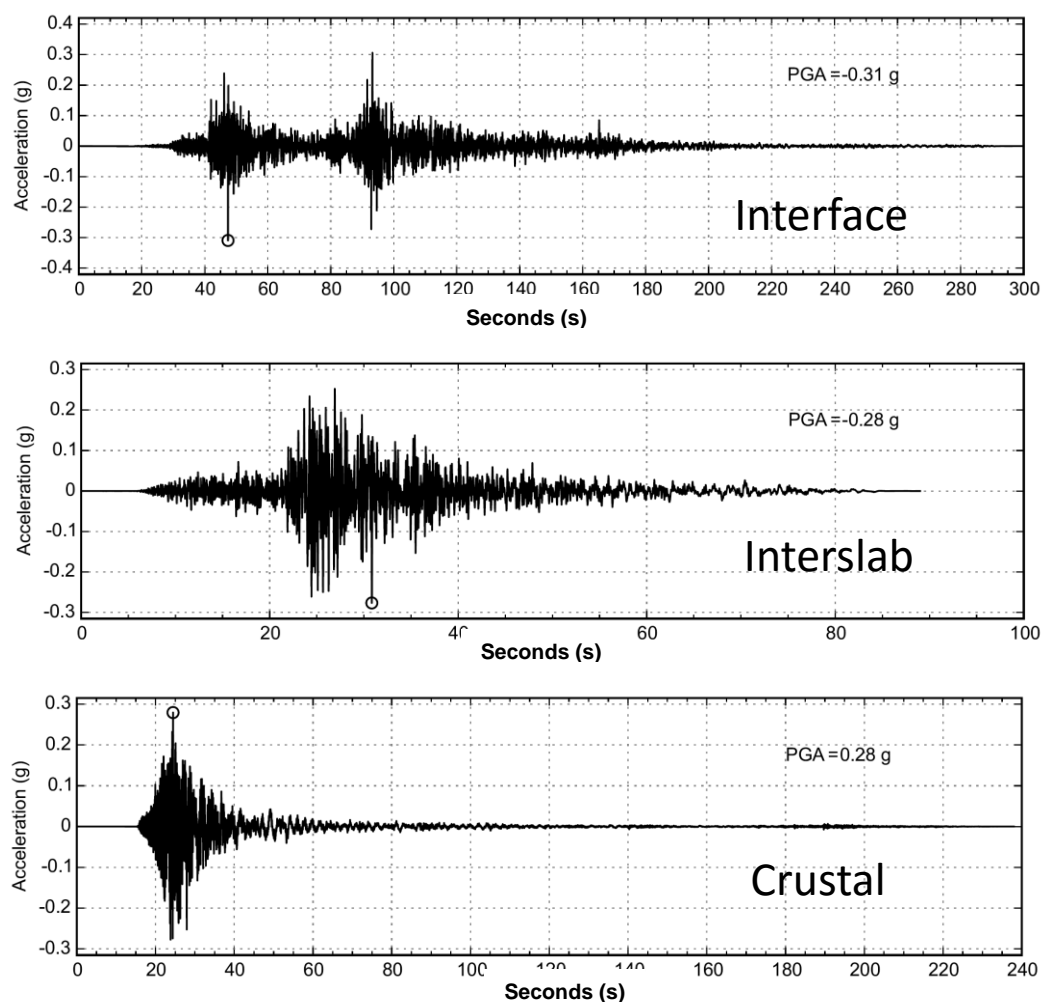 0.4
0.3
0.2
0.1
0
-0.1
-0.2
-0.3
-0.4
Acceleration (g)
PGA =-0.31 g
Interface
0 20 40 60 80 100 120 140 160 180 200 220 240 260 280 300
Seconds (s)
0.3
0.2
0.1
0
-0.1
-0.2
-0.3
Acceleration (g)
PGA =-0.28 g
Interslab
0 20 40 60 80 100
Seconds (s)
0.3
0.2
0.1
0
-0.1
-0.2
-0.3
Acceleration (g)
PGA =0.28 g
Crustal
0 20 40 60 80 100 120 140 160 180 200 220 240
Seconds (s)